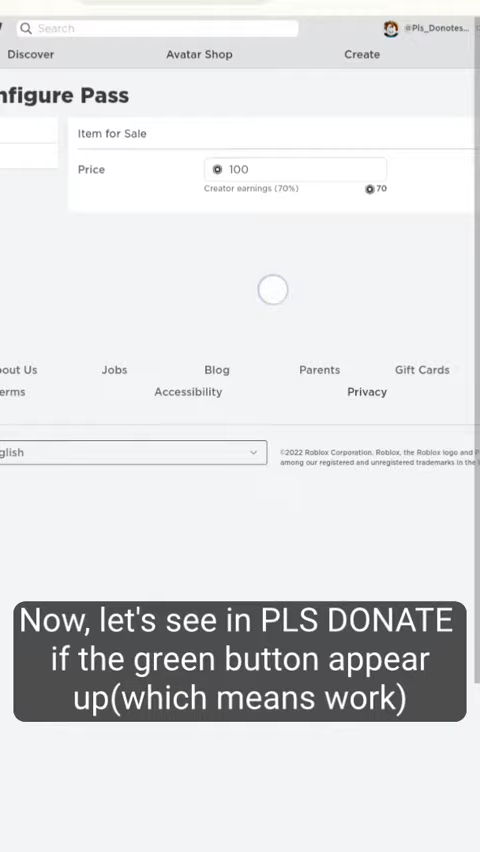 Search
@Pls_Donotes...
Discover Avatar Shop Create
nfigure Pass
Item for Sale
Price 100
Creator earnings (70%) 70
bout Us Jobs Blog Parents Gift Cards
erms Accessibility Privacy
glish
©2022 Roblox Corporation. Roblox, the Roblox logo and P
among our registered and unregistered trademarks in the
Now, let's see in PLS DONATE
if the green button appear
up(which means work)